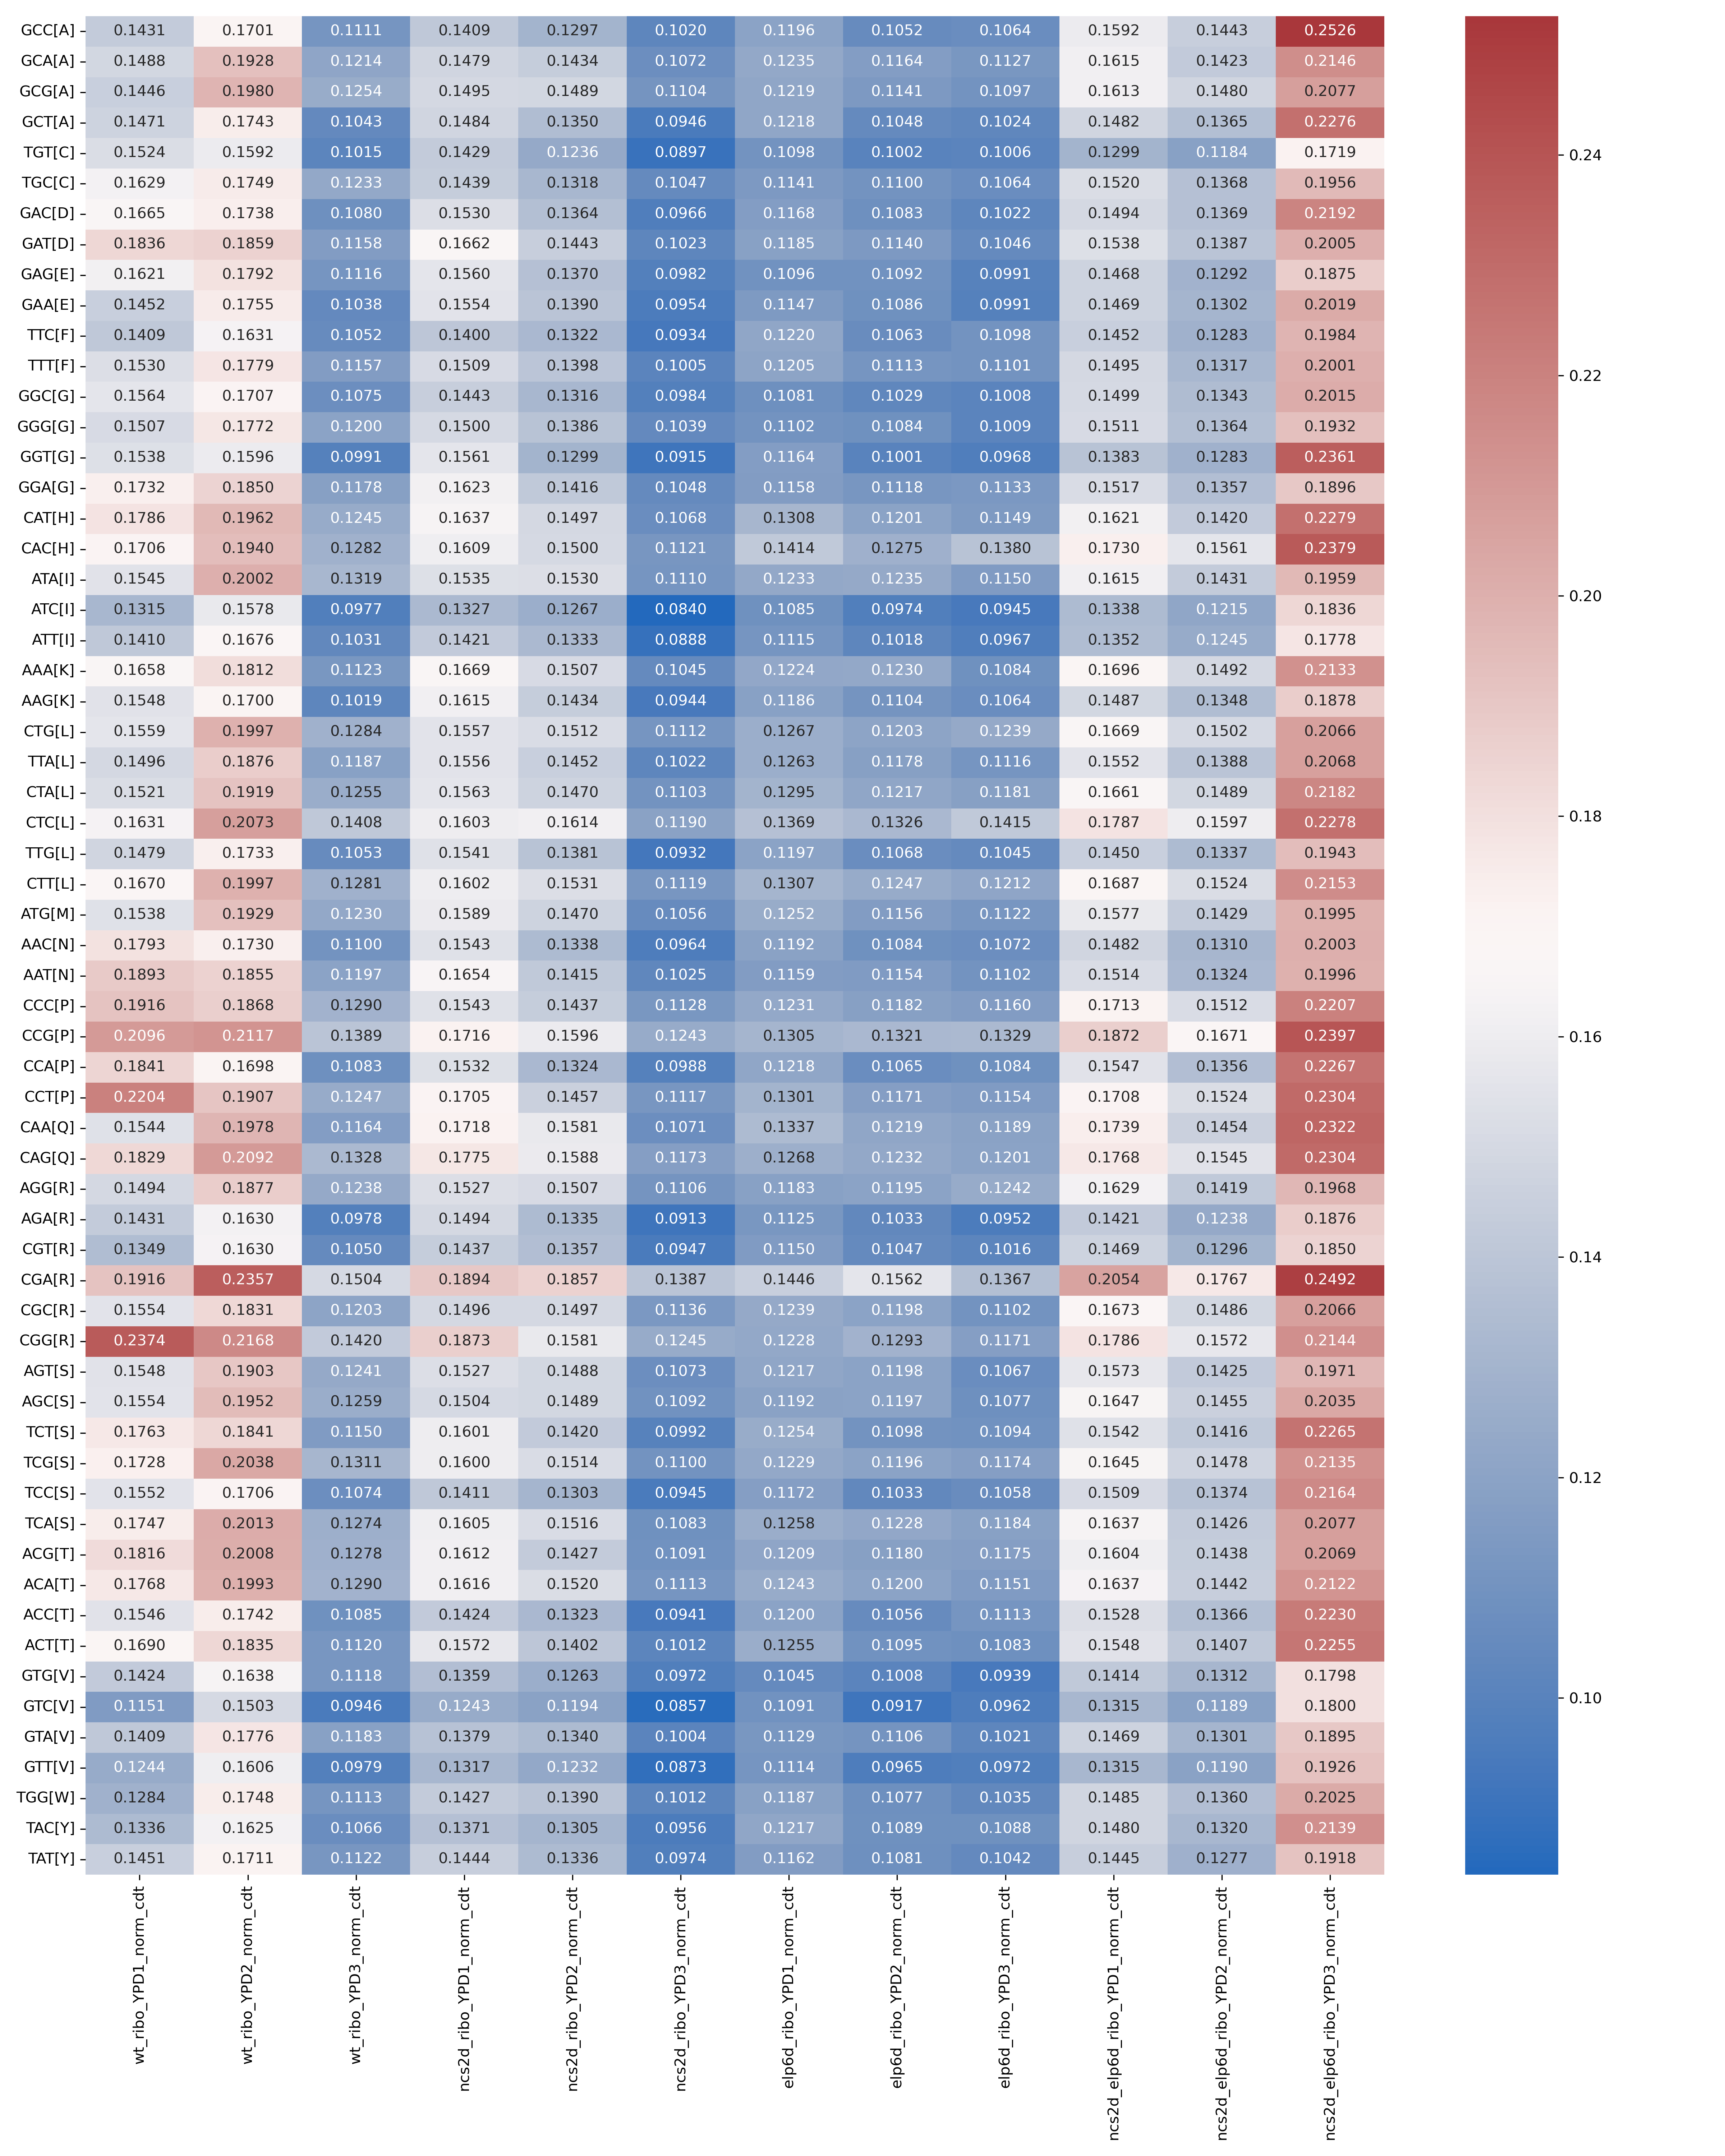 GCC[A] 0.1431 0.1701 0.1111 0.1409 0.1297 0.1020 0.1196 0.1052 0.1064 0.1592 0.1443 0.2526
GCA[A] 0.1488 0.1928 0.1214 0.1479 0.1434 0.1072 0.1235 0.1164 0.1127 0.1615 0.1423 0.2146
GCG[A] 0.1446 0.1980 0.1254 0.1495 0.1489 0.1104 0.1219 0.1141 0.1097 0.1613 0.1480 0.2077
GCT[A] 0.1471 0.1743 0.1043 0.1484 0.1350 0.0946 0.1218 0.1048 0.1024 0.1482 0.1365 0.2276
TGT[C] 0.1524 0.1592 0.1015 0.1429 0.1236 0.0897 0.1098 0.1002 0.1006 0.1299 0.1184 0.1719 0.24
TGC[C] 0.1629 0.1749 0.1233 0.1439 0.1318 0.1047 0.1141 0.1100 0.1064 0.1520 0.1368 0.1956
GAC[D] 0.1665 0.1738 0.1080 0.1530 0.1364 0.0966 0.1168 0.1083 0.1022 0.1494 0.1369 0.2192
GAT[D] 0.1836 0.1859 0.1158 0.1662 0.1443 0.1023 0.1185 0.1140 0.1046 0.1538 0.1387 0.2005
GAG[E] 0.1621 0.1792 0.1116 0.1560 0.1370 0.0982 0.1096 0.1092 0.0991 0.1468 0.1292 0.1875
GAA[E] 0.1452 0.1755 0.1038 0.1554 0.1390 0.0954 0.1147 0.1086 0.0991 0.1469 0.1302 0.2019
TTC[F] 0.1409 0.1631 0.1052 0.1400 0.1322 0.0934 0.1220 0.1063 0.1098 0.1452 0.1283 0.1984
TTT[F] 0.1530 0.1779 0.1157 0.1509 0.1398 0.1005 0.1205 0.1113 0.1101 0.1495 0.1317 0.2001
0.22
GGC[G] 0.1564 0.1707 0.1075 0.1443 0.1316 0.0984 0.1081 0.1029 0.1008 0.1499 0.1343 0.2015
GGG[G] 0.1507 0.1772 0.1200 0.1500 0.1386 0.1039 0.1102 0.1084 0.1009 0.1511 0.1364 0.1932
GGT[G] 0.1538 0.1596 0.0991 0.1561 0.1299 0.0915 0.1164 0.1001 0.0968 0.1383 0.1283 0.2361
GGA[G] 0.1732 0.1850 0.1178 0.1623 0.1416 0.1048 0.1158 0.1118 0.1133 0.1517 0.1357 0.1896
CAT[H] 0.1786 0.1962 0.1245 0.1637 0.1497 0.1068 0.1308 0.1201 0.1149 0.1621 0.1420 0.2279
CAC[H] 0.1706 0.1940 0.1282 0.1609 0.1500 0.1121 0.1414 0.1275 0.1380 0.1730 0.1561 0.2379
ATA[I] 0.1545 0.2002 0.1319 0.1535 0.1530 0.1110 0.1233 0.1235 0.1150 0.1615 0.1431 0.1959
0.20
ATC[I] 0.1315 0.1578 0.0977 0.1327 0.1267 0.0840 0.1085 0.0974 0.0945 0.1338 0.1215 0.1836
ATT[I] 0.1410 0.1676 0.1031 0.1421 0.1333 0.0888 0.1115 0.1018 0.0967 0.1352 0.1245 0.1778
AAA[K] 0.1658 0.1812 0.1123 0.1669 0.1507 0.1045 0.1224 0.1230 0.1084 0.1696 0.1492 0.2133
AAG[K] 0.1548 0.1700 0.1019 0.1615 0.1434 0.0944 0.1186 0.1104 0.1064 0.1487 0.1348 0.1878
CTG[L] 0.1559 0.1997 0.1284 0.1557 0.1512 0.1112 0.1267 0.1203 0.1239 0.1669 0.1502 0.2066
TTA[L] 0.1496 0.1876 0.1187 0.1556 0.1452 0.1022 0.1263 0.1178 0.1116 0.1552 0.1388 0.2068
CTA[L] 0.1521 0.1919 0.1255 0.1563 0.1470 0.1103 0.1295 0.1217 0.1181 0.1661 0.1489 0.2182
CTC[L] 0.1631 0.2073 0.1408 0.1603 0.1614 0.1190 0.1369 0.1326 0.1415 0.1787 0.1597 0.2278 0.18
TTG[L] 0.1479 0.1733 0.1053 0.1541 0.1381 0.0932 0.1197 0.1068 0.1045 0.1450 0.1337 0.1943
CTT[L] 0.1670 0.1997 0.1281 0.1602 0.1531 0.1119 0.1307 0.1247 0.1212 0.1687 0.1524 0.2153
ATG[M] 0.1538 0.1929 0.1230 0.1589 0.1470 0.1056 0.1252 0.1156 0.1122 0.1577 0.1429 0.1995
AAC[N] 0.1793 0.1730 0.1100 0.1543 0.1338 0.0964 0.1192 0.1084 0.1072 0.1482 0.1310 0.2003
AAT[N] 0.1893 0.1855 0.1197 0.1654 0.1415 0.1025 0.1159 0.1154 0.1102 0.1514 0.1324 0.1996
CCC[P] 0.1916 0.1868 0.1290 0.1543 0.1437 0.1128 0.1231 0.1182 0.1160 0.1713 0.1512 0.2207
CCG[P] 0.2096 0.2117 0.1389 0.1716 0.1596 0.1243 0.1305 0.1321 0.1329 0.1872 0.1671 0.2397 0.16
CCA[P] 0.1841 0.1698 0.1083 0.1532 0.1324 0.0988 0.1218 0.1065 0.1084 0.1547 0.1356 0.2267
CCT[P] 0.2204 0.1907 0.1247 0.1705 0.1457 0.1117 0.1301 0.1171 0.1154 0.1708 0.1524 0.2304
CAA[Q] 0.1544 0.1978 0.1164 0.1718 0.1581 0.1071 0.1337 0.1219 0.1189 0.1739 0.1454 0.2322
CAG[Q] 0.1829 0.2092 0.1328 0.1775 0.1588 0.1173 0.1268 0.1232 0.1201 0.1768 0.1545 0.2304
AGG[R] 0.1494 0.1877 0.1238 0.1527 0.1507 0.1106 0.1183 0.1195 0.1242 0.1629 0.1419 0.1968
AGA[R] 0.1431 0.1630 0.0978 0.1494 0.1335 0.0913 0.1125 0.1033 0.0952 0.1421 0.1238 0.1876
CGT[R] 0.1349 0.1630 0.1050 0.1437 0.1357 0.0947 0.1150 0.1047 0.1016 0.1469 0.1296 0.1850
0.14
CGA[R] 0.1916 0.2357 0.1504 0.1894 0.1857 0.1387 0.1446 0.1562 0.1367 0.2054 0.1767 0.2492
CGC[R] 0.1554 0.1831 0.1203 0.1496 0.1497 0.1136 0.1239 0.1198 0.1102 0.1673 0.1486 0.2066
CGG[R] 0.2374 0.2168 0.1420 0.1873 0.1581 0.1245 0.1228 0.1293 0.1171 0.1786 0.1572 0.2144
AGT[S] 0.1548 0.1903 0.1241 0.1527 0.1488 0.1073 0.1217 0.1198 0.1067 0.1573 0.1425 0.1971
AGC[S] 0.1554 0.1952 0.1259 0.1504 0.1489 0.1092 0.1192 0.1197 0.1077 0.1647 0.1455 0.2035
TCT[S] 0.1763 0.1841 0.1150 0.1601 0.1420 0.0992 0.1254 0.1098 0.1094 0.1542 0.1416 0.2265
TCG[S] 0.1728 0.2038 0.1311 0.1600 0.1514 0.1100 0.1229 0.1196 0.1174 0.1645 0.1478 0.2135
0.12
TCC[S] 0.1552 0.1706 0.1074 0.1411 0.1303 0.0945 0.1172 0.1033 0.1058 0.1509 0.1374 0.2164
TCA[S] 0.1747 0.2013 0.1274 0.1605 0.1516 0.1083 0.1258 0.1228 0.1184 0.1637 0.1426 0.2077
ACG[T] 0.1816 0.2008 0.1278 0.1612 0.1427 0.1091 0.1209 0.1180 0.1175 0.1604 0.1438 0.2069
ACA[T] 0.1768 0.1993 0.1290 0.1616 0.1520 0.1113 0.1243 0.1200 0.1151 0.1637 0.1442 0.2122
ACC[T] 0.1546 0.1742 0.1085 0.1424 0.1323 0.0941 0.1200 0.1056 0.1113 0.1528 0.1366 0.2230
ACT[T] 0.1690 0.1835 0.1120 0.1572 0.1402 0.1012 0.1255 0.1095 0.1083 0.1548 0.1407 0.2255
GTG[V] 0.1424 0.1638 0.1118 0.1359 0.1263 0.0972 0.1045 0.1008 0.0939 0.1414 0.1312 0.1798
0.10
GTC[V] 0.1151 0.1503 0.0946 0.1243 0.1194 0.0857 0.1091 0.0917 0.0962 0.1315 0.1189 0.1800
GTA[V] 0.1409 0.1776 0.1183 0.1379 0.1340 0.1004 0.1129 0.1106 0.1021 0.1469 0.1301 0.1895
GTT[V] 0.1244 0.1606 0.0979 0.1317 0.1232 0.0873 0.1114 0.0965 0.0972 0.1315 0.1190 0.1926
TGG[W] 0.1284 0.1748 0.1113 0.1427 0.1390 0.1012 0.1187 0.1077 0.1035 0.1485 0.1360 0.2025
TAC[Y] 0.1336 0.1625 0.1066 0.1371 0.1305 0.0956 0.1217 0.1089 0.1088 0.1480 0.1320 0.2139
TAT[Y] 0.1451 0.1711 0.1122 0.1444 0.1336 0.0974 0.1162 0.1081 0.1042 0.1445 0.1277 0.1918
wt_ribo_YPD1_norm_cdt
wt_ribo_YPD2_norm_cdt
wt_ribo_YPD3_norm_cdt
ncs2d_ribo_YPD1_norm_cdt
ncs2d_ribo_YPD2_norm_cdt
ncs2d_ribo_YPD3_norm_cdt
elp6d_ribo_YPD1_norm_cdt
elp6d_ribo_YPD2_norm_cdt
elp6d_ribo_YPD3_norm_cdt
ncs2d_elp6d_ribo_YPD1_norm_cdt
ncs2d_elp6d_ribo_YPD2_norm_cdt
ncs2d_elp6d_ribo_YPD3_norm_cdt